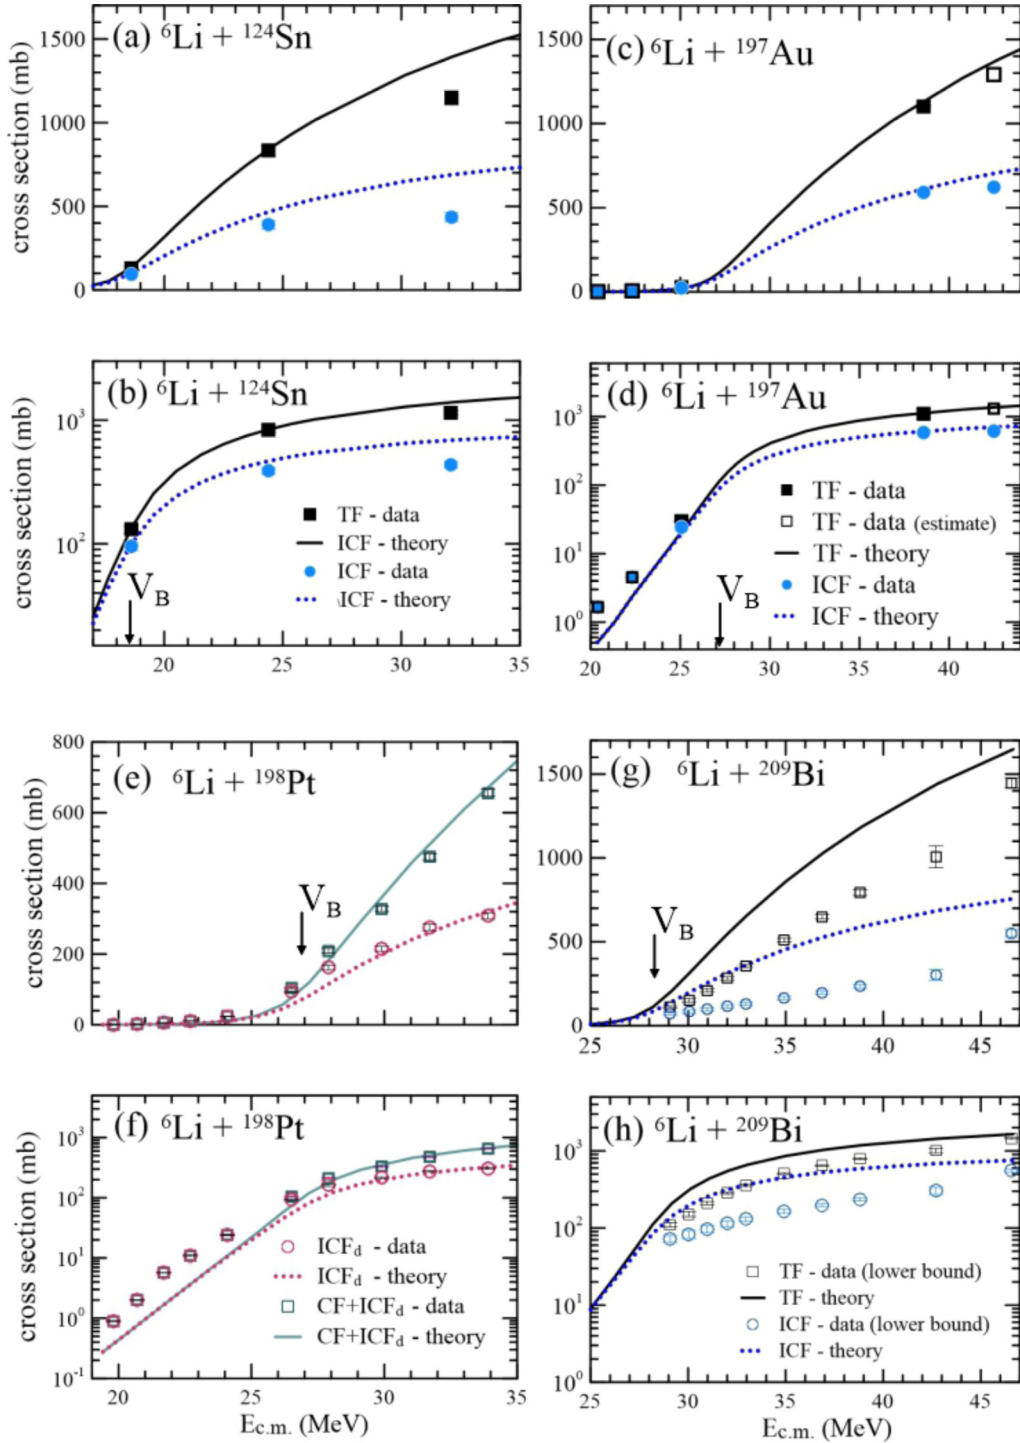 (a) ⁶Li + ¹²⁴Sn
1500
1000
500
0
cross section (mb)
(c) ⁶Li + ¹⁹⁷Au
1500
1000
500
0
(b) ⁶Li + ¹²⁴Sn
10³
10²
cross section (mb)
V_B
TF - data
ICF - theory
ICF - data
ICF - theory
20 25 30 35
(d) ⁶Li + ¹⁹⁷Au
10³
10²
10¹
10⁰
TF - data
TF - data (estimate)
TF - theory
ICF - data
ICF - theory
V_B
20 25 30 35 40
(e) ⁶Li + ¹⁹⁸Pt
800
600
400
200
0
cross section (mb)
V_B
20 25 30 35
(g) ⁶Li + ²⁰⁹Bi
1500
1000
500
0
V_B
25 30 35 40 45
(f) ⁶Li + ¹⁹⁸Pt
10³
10²
10¹
10⁰
10⁻¹
cross section (mb)
ICF_d - data
ICF_d - theory
CF+ICF_d - data
CF+ICF_d - theory
20 25 30 35
E_c.m. (MeV)
(h) ⁶Li + ²⁰⁹Bi
10³
10²
10¹
10⁰
TF - data (lower bound)
TF - theory
ICF - data (lower bound)
ICF - theory
25 30 35 40 45
E_c.m. (MeV)